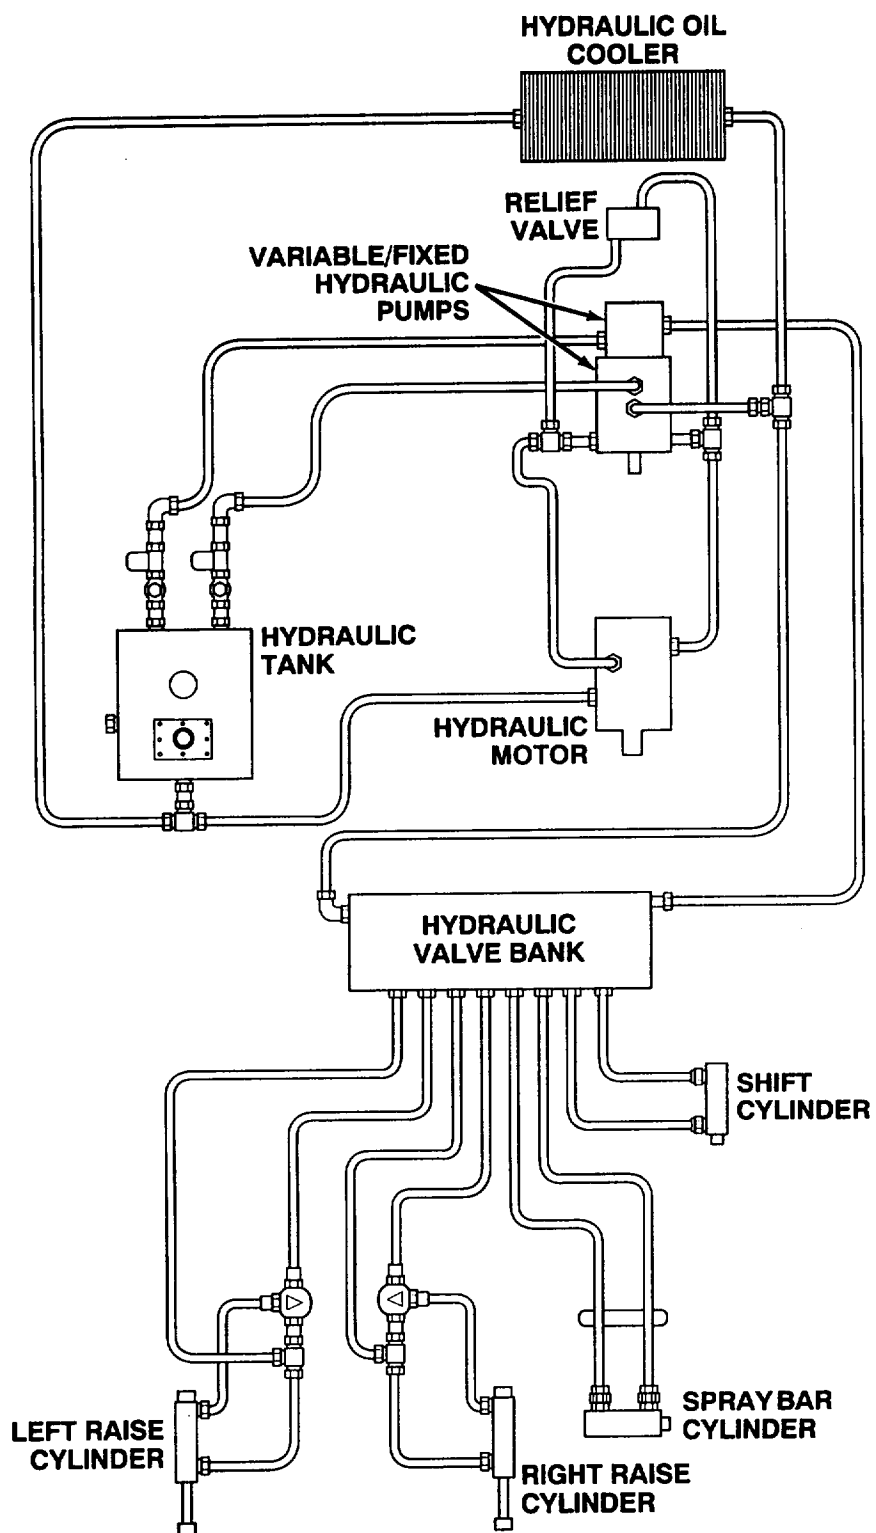 HYDRAULIC OIL
COOLER
RELIEF
VALVE
VARIABLE/FIXED
HYDRAULIC
PUMPS
HYDRAULIC
TANK
HYDRAULIC
MOTOR
HYDRAULIC
VALVE BANK
SHIFT
CYLINDER
SPRAY BAR
CYLINDER
LEFT RAISE
CYLINDER
RIGHT RAISE
CYLINDER